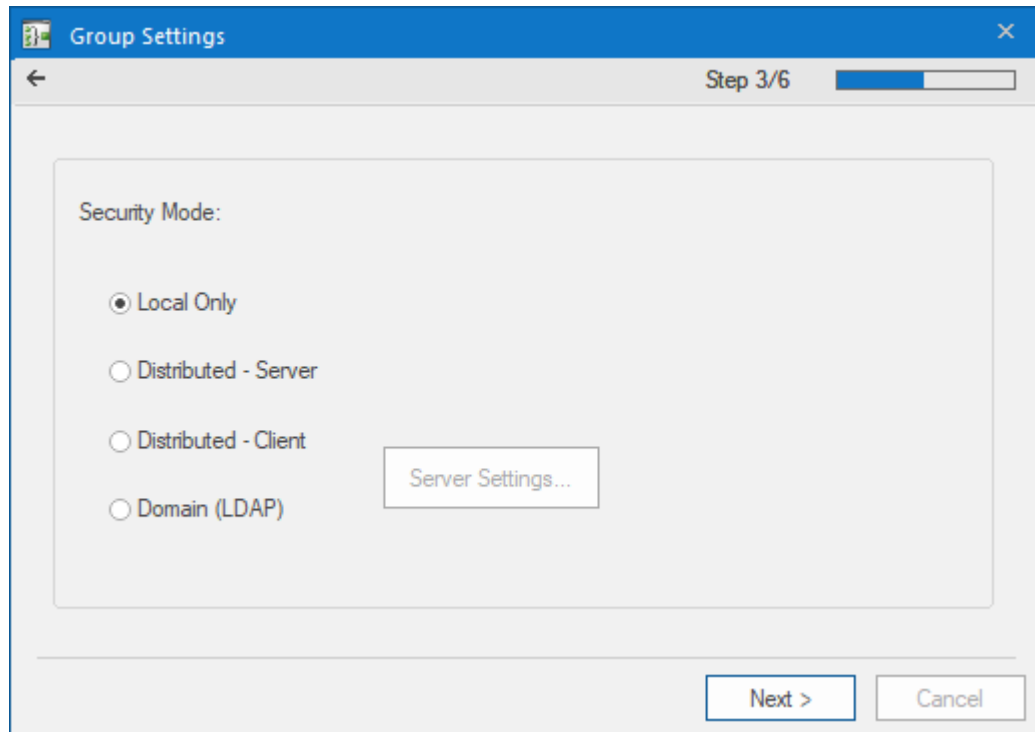 Group Settings
Step 3/6
Security Mode:
Local Only
Distributed - Server
Distributed - Client
Server Settings...
Domain (LDAP)
Next >
Cancel